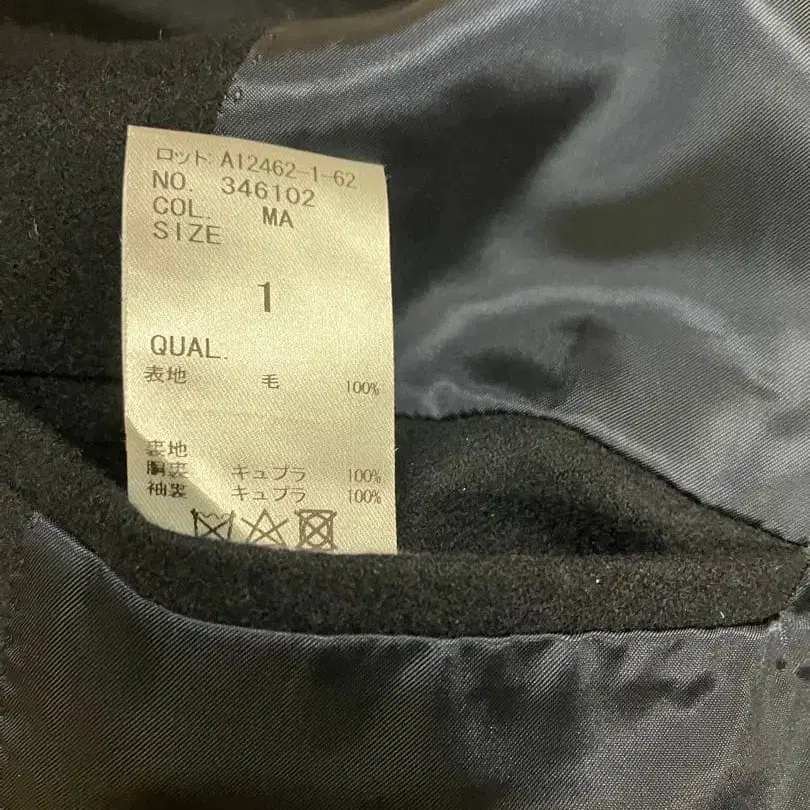 ロット: A12462-1-62
NO. 346102
COL. MA
SIZE
1
QUAL.
表地 毛 100%
裏地
胴裏 キュプラ 100%
袖裏 キュプラ 100%